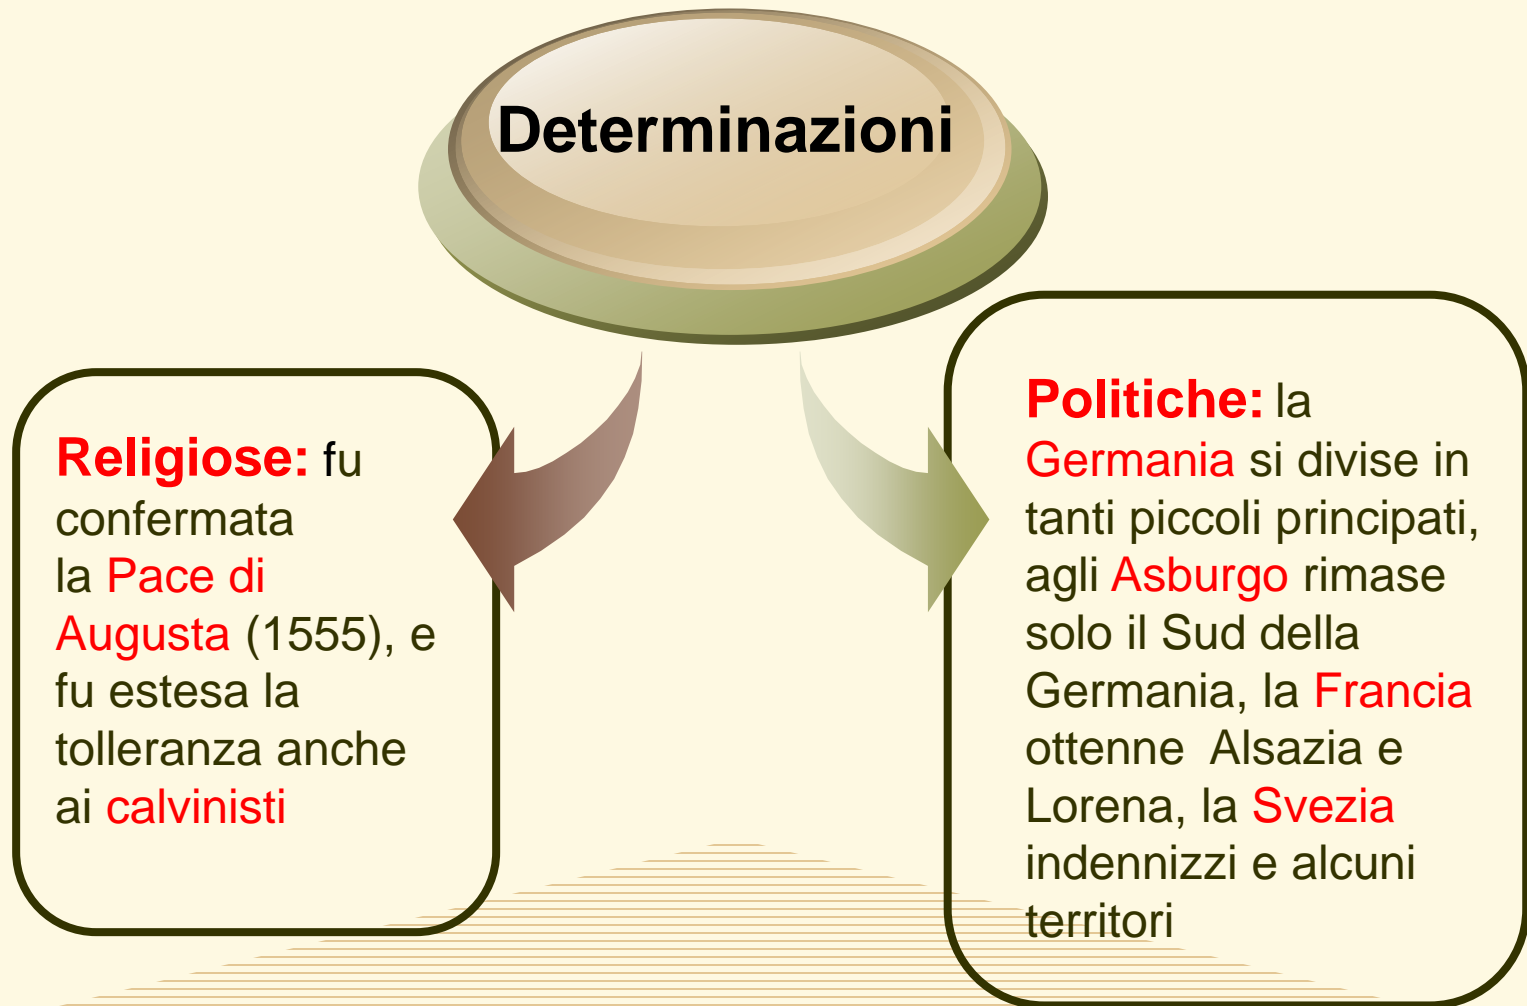 Determinazioni
Religiose: fu
confermata
la Pace di
Augusta (1555), e
fu estesa la
tolleranza anche
ai calvinisti
Politiche: la
Germania si divise in
tanti piccoli principati,
agli Asburgo rimase
solo il Sud della
Germania, la Francia
ottenne Alsazia e
Lorena, la Svezia
indennizzi e alcuni
territori